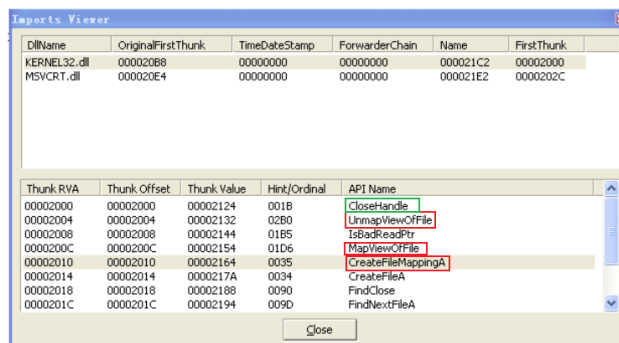 Imports Viewer
DllName OriginalFirstThunk TimeDateStamp ForwarderChain Name FirstThunk
KERNEL32.dll 000020B8 00000000 00000000 000021C2 00002000
MSVCRT.dll 000020E4 00000000 00000000 000021E2 0000202C
Thunk RVA Thunk Offset Thunk Value Hint/Ordinal API Name
00002000 00002000 00002124 001B CloseHandle
00002004 00002004 00002132 02B0 UnmapViewOfFile
00002008 00002008 00002144 01B5 IsBadReadPtr
0000200C 0000200C 00002154 01D6 MapViewOfFile
00002010 00002010 00002164 0035 CreateFileMappingA
00002014 00002014 0000217A 0034 CreateFileA
00002018 00002018 00002188 0090 FindClose
0000201C 0000201C 00002194 009D FindNextFileA
Close